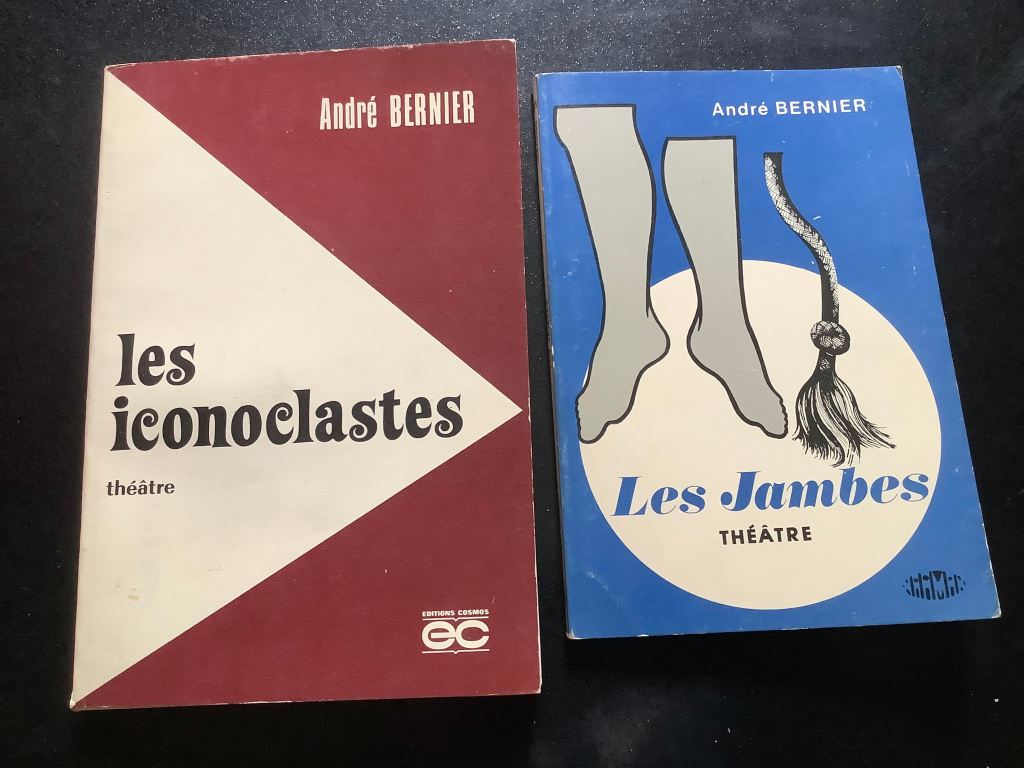 André BERNIER
les
iconoclastes
théâtre
EDITIONS COSMOS
ec
André BERNIER
Les Jambes
THÉÂTRE